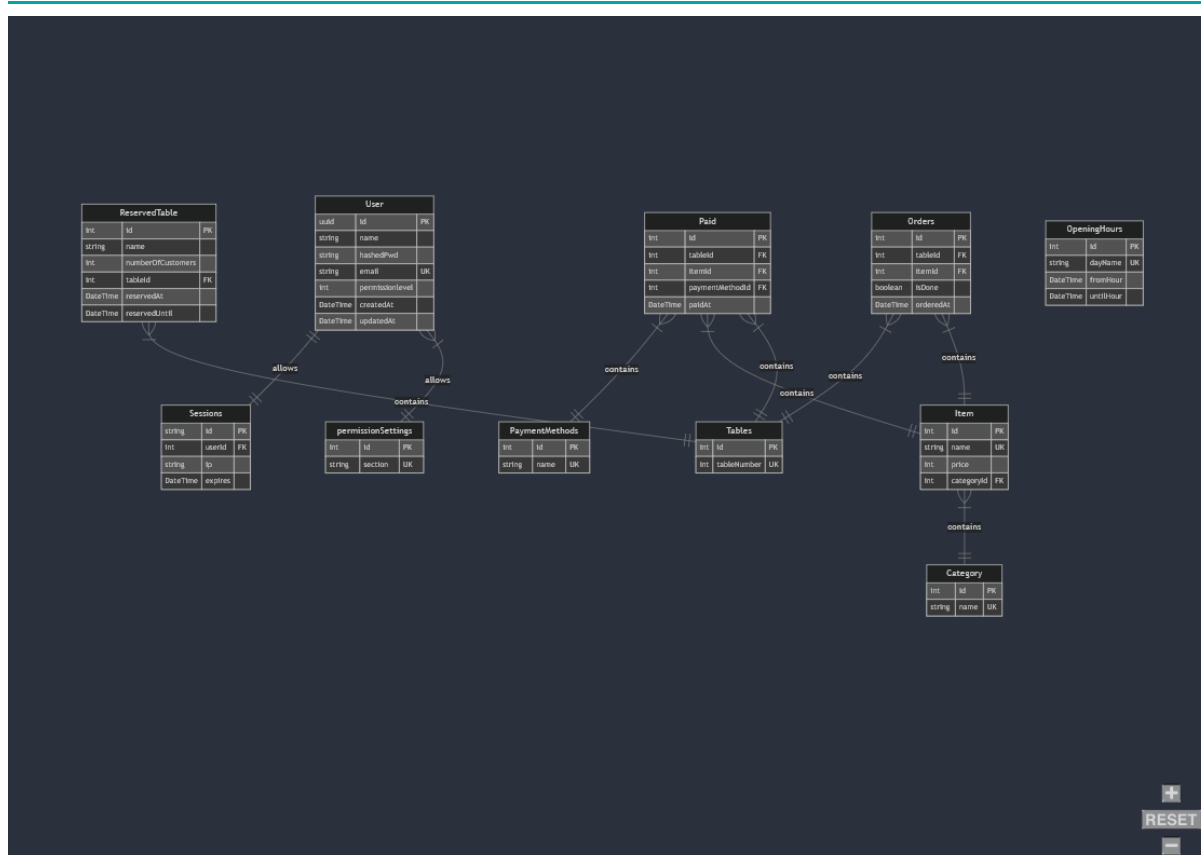 ReservedTable
int id PK
string name
int numberOfCustomers
int tableId FK
DateTime reservedAt
DateTime reservedUntil
User
uuid id PK
string name
string hashedPwd
string email UK
int permissionlevel
DateTime createdAt
DateTime updatedAt
Paid
int id PK
int tableId FK
int itemId FK
int paymentMethodId FK
DateTime paidAt
Orders
int id PK
int tableId FK
int itemId FK
boolean isDone
DateTime orderedAt
OpeningHours
int id PK
string dayName UK
DateTime fromHour
DateTime untilHour
allows
allows
contains
contains
contains
contains
contains
contains
Sessions
string id PK
int userId FK
string ip
DateTime expires
permissionSettings
int id PK
string section UK
PaymentMethods
int id PK
string name UK
Tables
int id PK
int tableNumber UK
Item
int id PK
string name UK
int price
int categoryId FK
contains
Category
int id PK
string name UK
+
RESET
−